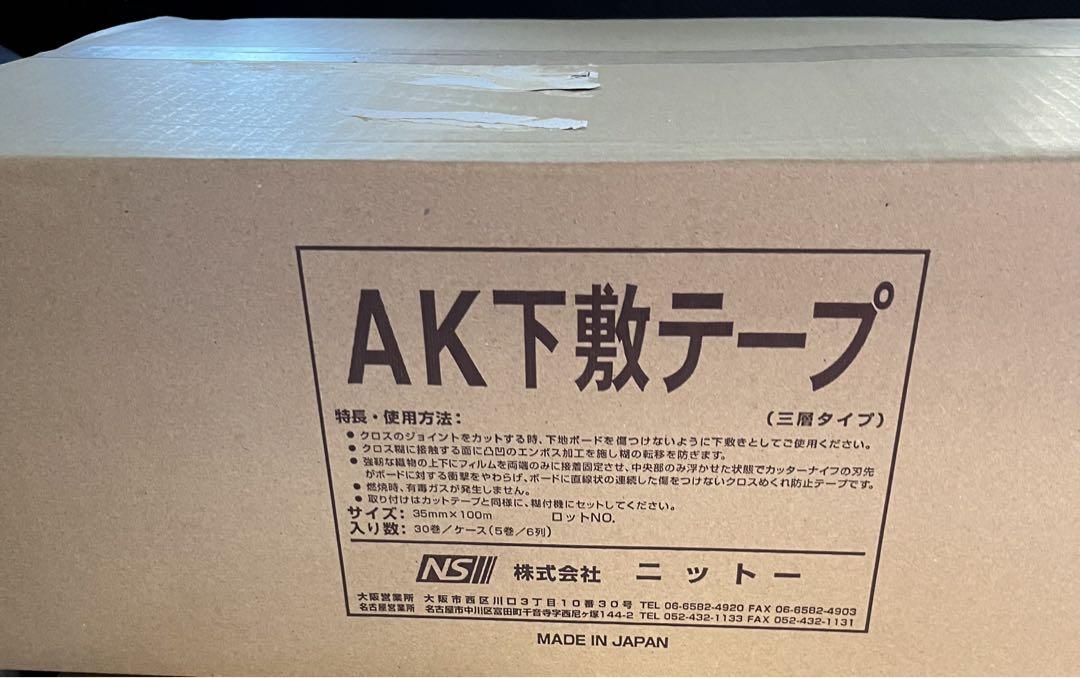 AK下敷テープ
特長・使用方法: (三層タイプ)
● クロスのジョイントをカットする時、下地ボードを傷つけないように下敷きとしてご使用ください。
● クロス糊に接触する面に凸凹のエンボス加工を施し糊の転移を防ぎます。
● 強靭な織物の上下にフィルムを両端のみに接着固定させ、中央部のみ浮かせた状態でカッターナイフの刃先
がボードに対する衝撃をやわらげ、ボードに直線状の連続した傷をつけないクロスめくれ防止テープです。
● 燃焼時、有毒ガスが発生しません。
● 取り付けはカットテープと同様に、糊付機にセットしてください。
サイズ: 35mm×100m ロットNO.
入り数: 30巻/ケース(5巻/6列)
NS 株式会社 ニットー
大阪営業所 大阪市西区川口3丁目10番30号 TEL 06-6582-4920 FAX 06-6582-4903
名古屋営業所 名古屋市中川区富田町千音寺字西尼ヶ塚144-2 TEL 052-432-1133 FAX 052-432-1131
MADE IN JAPAN